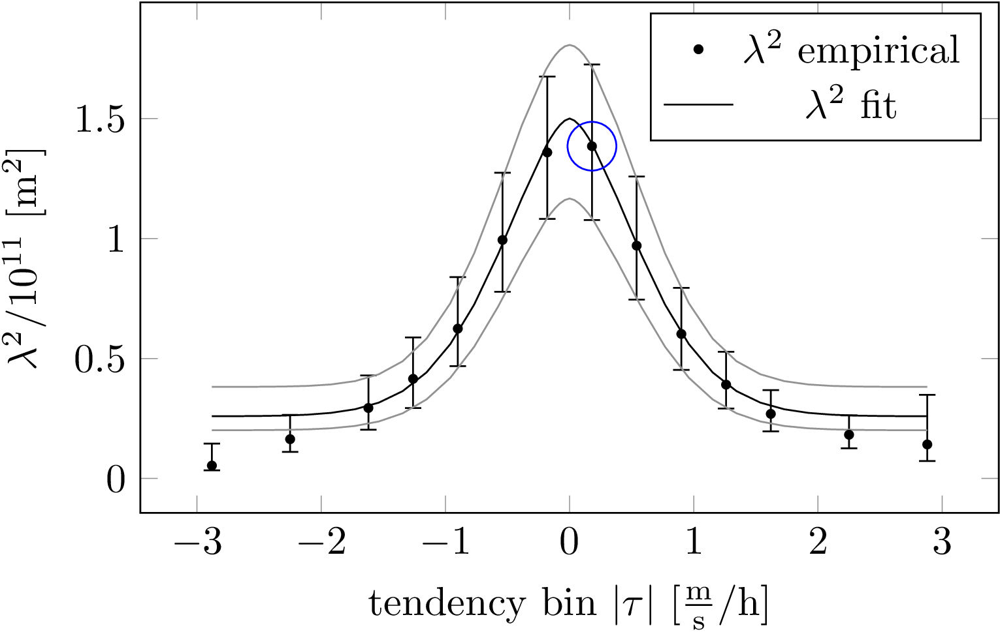 λ² empirical
λ² fit
λ²/10¹¹ [m²]
1.5
1
0.5
0
−3 −2 −1 0 1 2 3
tendency bin |τ| [m/s/h]